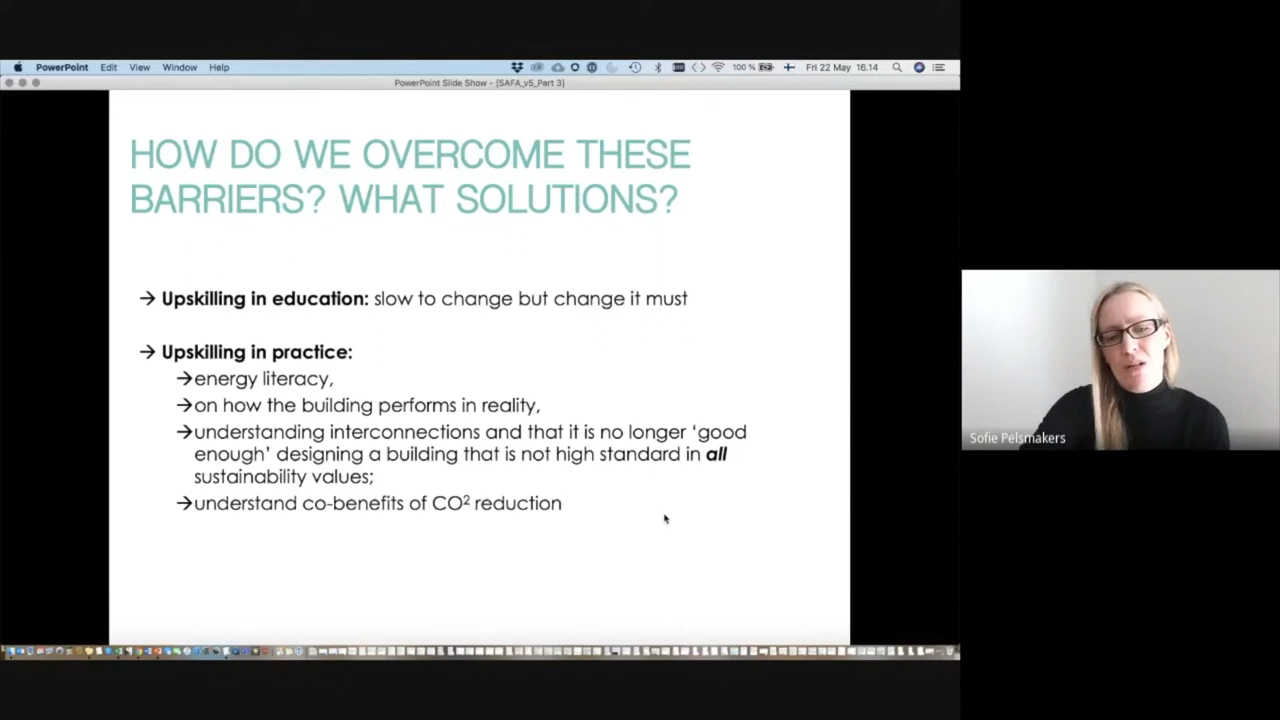 PowerPoint Edit View Window Help 100 % Fri 22 May 16.14
PowerPoint Slide Show - [SAFA_v5_Part 3]
HOW DO WE OVERCOME THESE
BARRIERS? WHAT SOLUTIONS?
→ Upskilling in education: slow to change but change it must
→ Upskilling in practice:
→energy literacy,
→on how the building performs in reality,
→understanding interconnections and that it is no longer ‘good
enough’ designing a building that is not high standard in all
sustainability values;
→understand co-benefits of CO² reduction
Sofie Pelsmakers